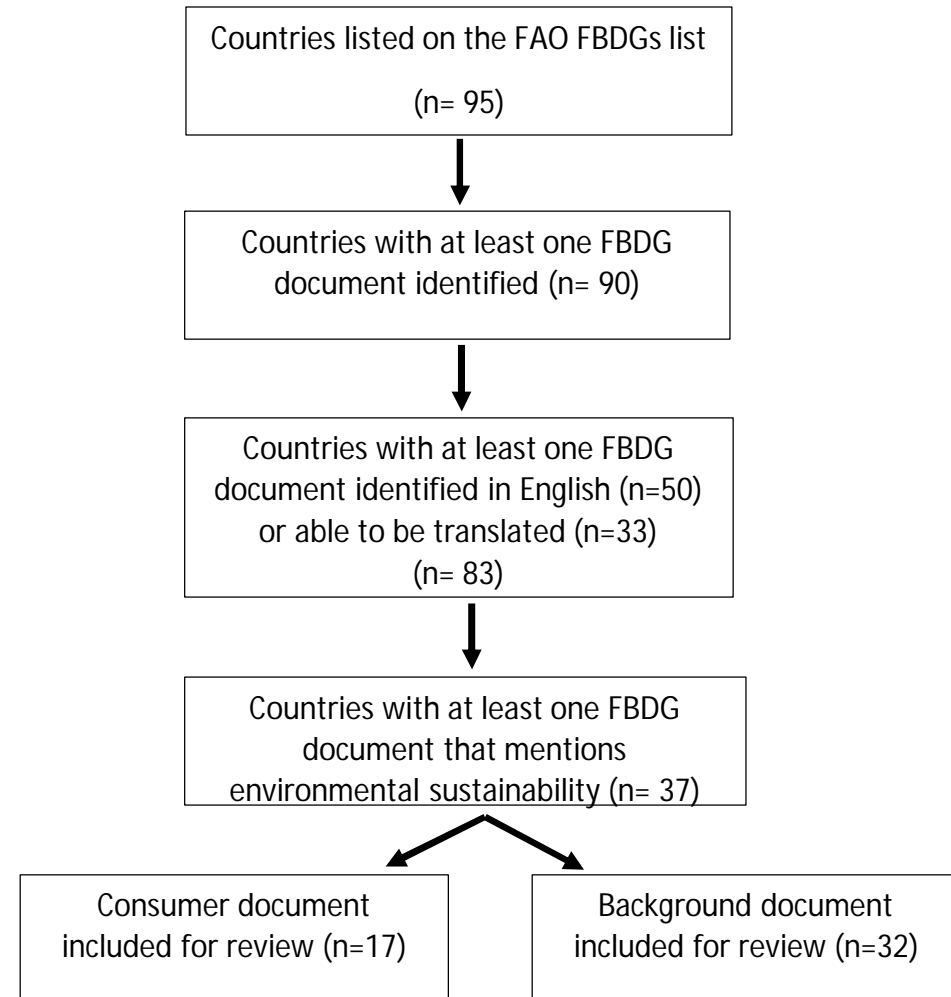 Countries listed on the FAO FBDGs list
(n= 95)
Countries with at least one FBDG
document identified (n= 90)
Countries with at least one FBDG
document identified in English (n=50)
or able to be translated (n=33)
(n= 83)
Countries with at least one FBDG
document that mentions
environmental sustainability (n= 37)
Consumer document
included for review (n=17)
Background document
included for review (n=32)